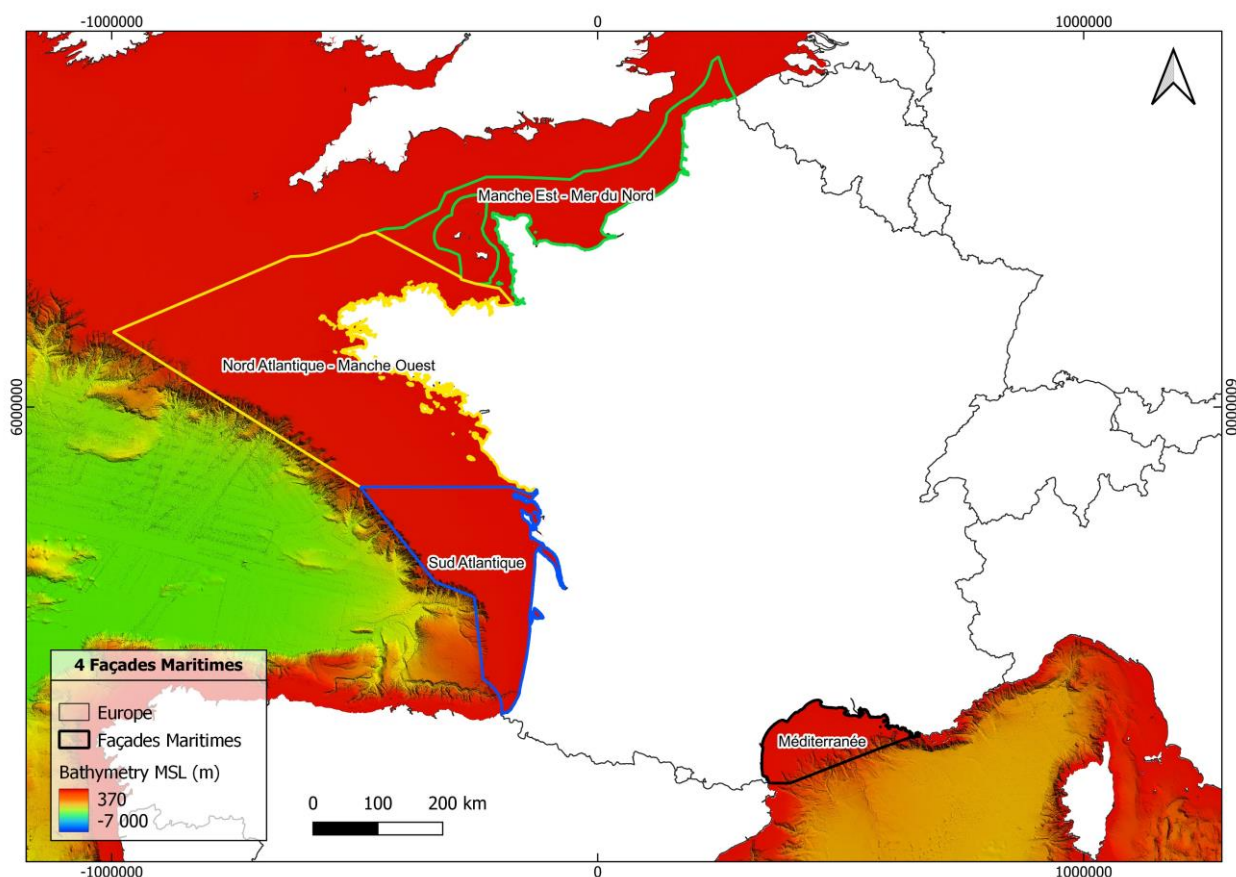 -1000000
0
1000000
Manche Est - Mer du Nord
Nord Atlantique - Manche Ouest
6000000
6000000
Sud Atlantique
Méditerranée
4 Façades Maritimes
Europe
Façades Maritimes
Bathymetry MSL (m)
370
-7 000
0 100 200 km
-1000000
0
1000000